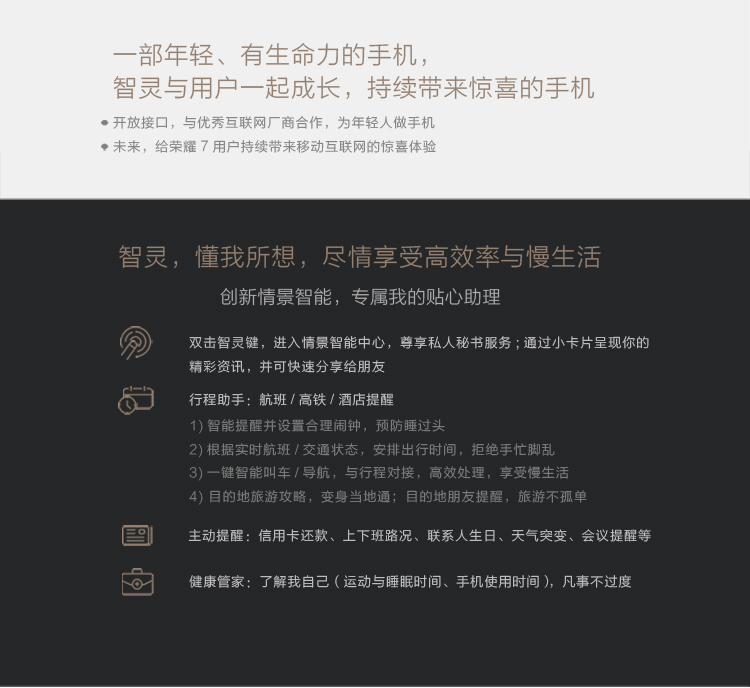 一部年轻、有生命力的手机，
智灵与用户一起成长，持续带来惊喜的手机
开放接口，与优秀互联网厂商合作，为年轻人做手机
未来，给荣耀 7 用户持续带来移动互联网的惊喜体验
智灵，懂我所想，尽情享受高效率与慢生活
创新情景智能，专属我的贴心助理
双击智灵键，进入情景智能中心，尊享私人秘书服务；通过小卡片呈现你的
精彩资讯，并可快速分享给朋友
行程助手：航班 / 高铁 / 酒店提醒
1) 智能提醒并设置合理闹钟，预防睡过头
2) 根据实时航班 / 交通状态，安排出行时间，拒绝手忙脚乱
3) 一键智能叫车 / 导航，与行程对接，高效处理，享受慢生活
4) 目的地旅游攻略，变身当地通；目的地朋友提醒，旅游不孤单
主动提醒：信用卡还款、上下班路况、联系人生日、天气突变、会议提醒等
健康管家：了解我自己（运动与睡眠时间、手机使用时间），凡事不过度